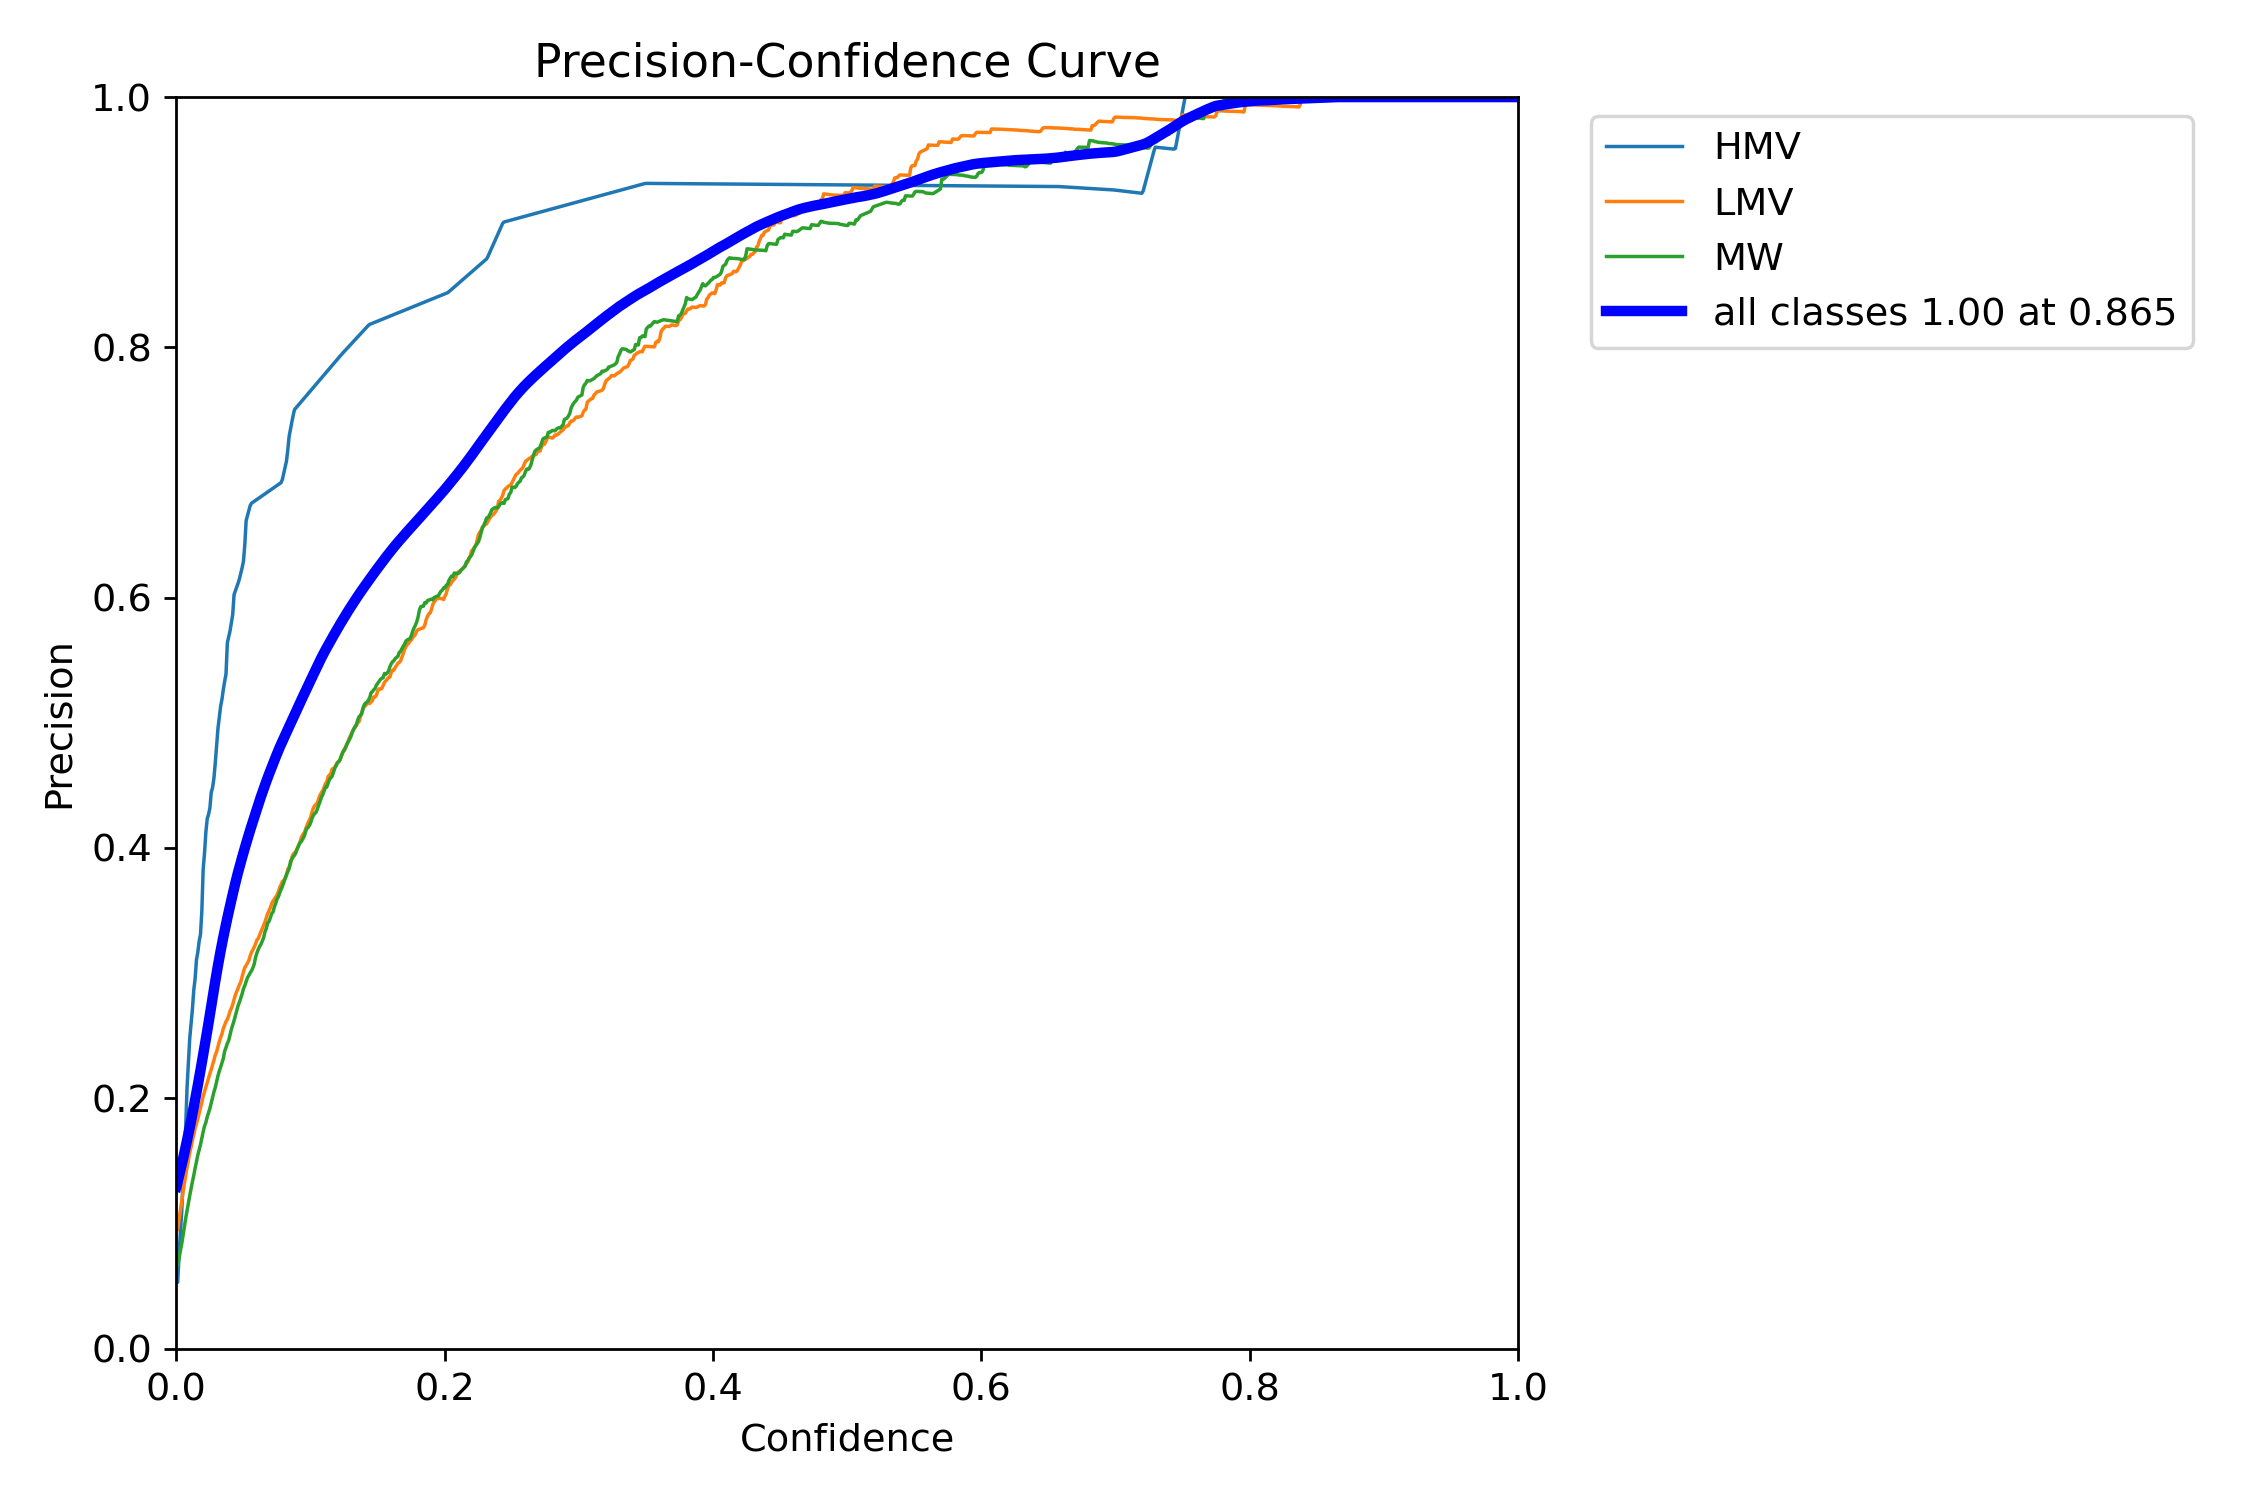 Precision-Confidence Curve
1.0
0.8
0.6
0.4
0.2
0.0
Precision
0.0 0.2 0.4 0.6 0.8 1.0
Confidence
HMV
LMV
MW
all classes 1.00 at 0.865